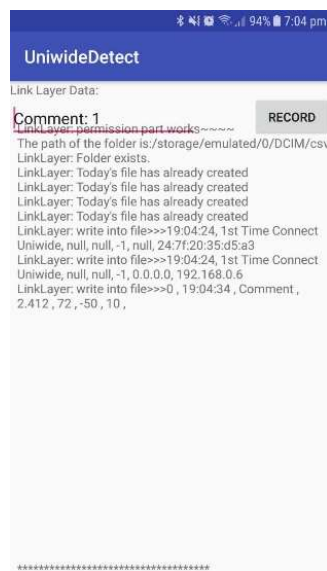 94% 7:04 pm
UniwideDetect
Link Layer Data:
Comment: 1
RECORD
LinkLayer: permission part works~~~~
The path of the folder is:/storage/emulated/0/DCIM/csv
LinkLayer: Folder exists.
LinkLayer: Today's file has already created
LinkLayer: Today's file has already created
LinkLayer: Today's file has already created
LinkLayer: Today's file has already created
LinkLayer: write into file>>>19:04:24, 1st Time Connect
Uniwide, null, null, -1, null, 24:7f:20:35:d5:a3
LinkLayer: write into file>>>19:04:24, 1st Time Connect
Uniwide, null, null, -1, 0.0.0.0, 192.168.0.6
LinkLayer: write into file>>>0 , 19:04:34 , Comment ,
2.412 , 72 , -50 , 10 ,
************************************